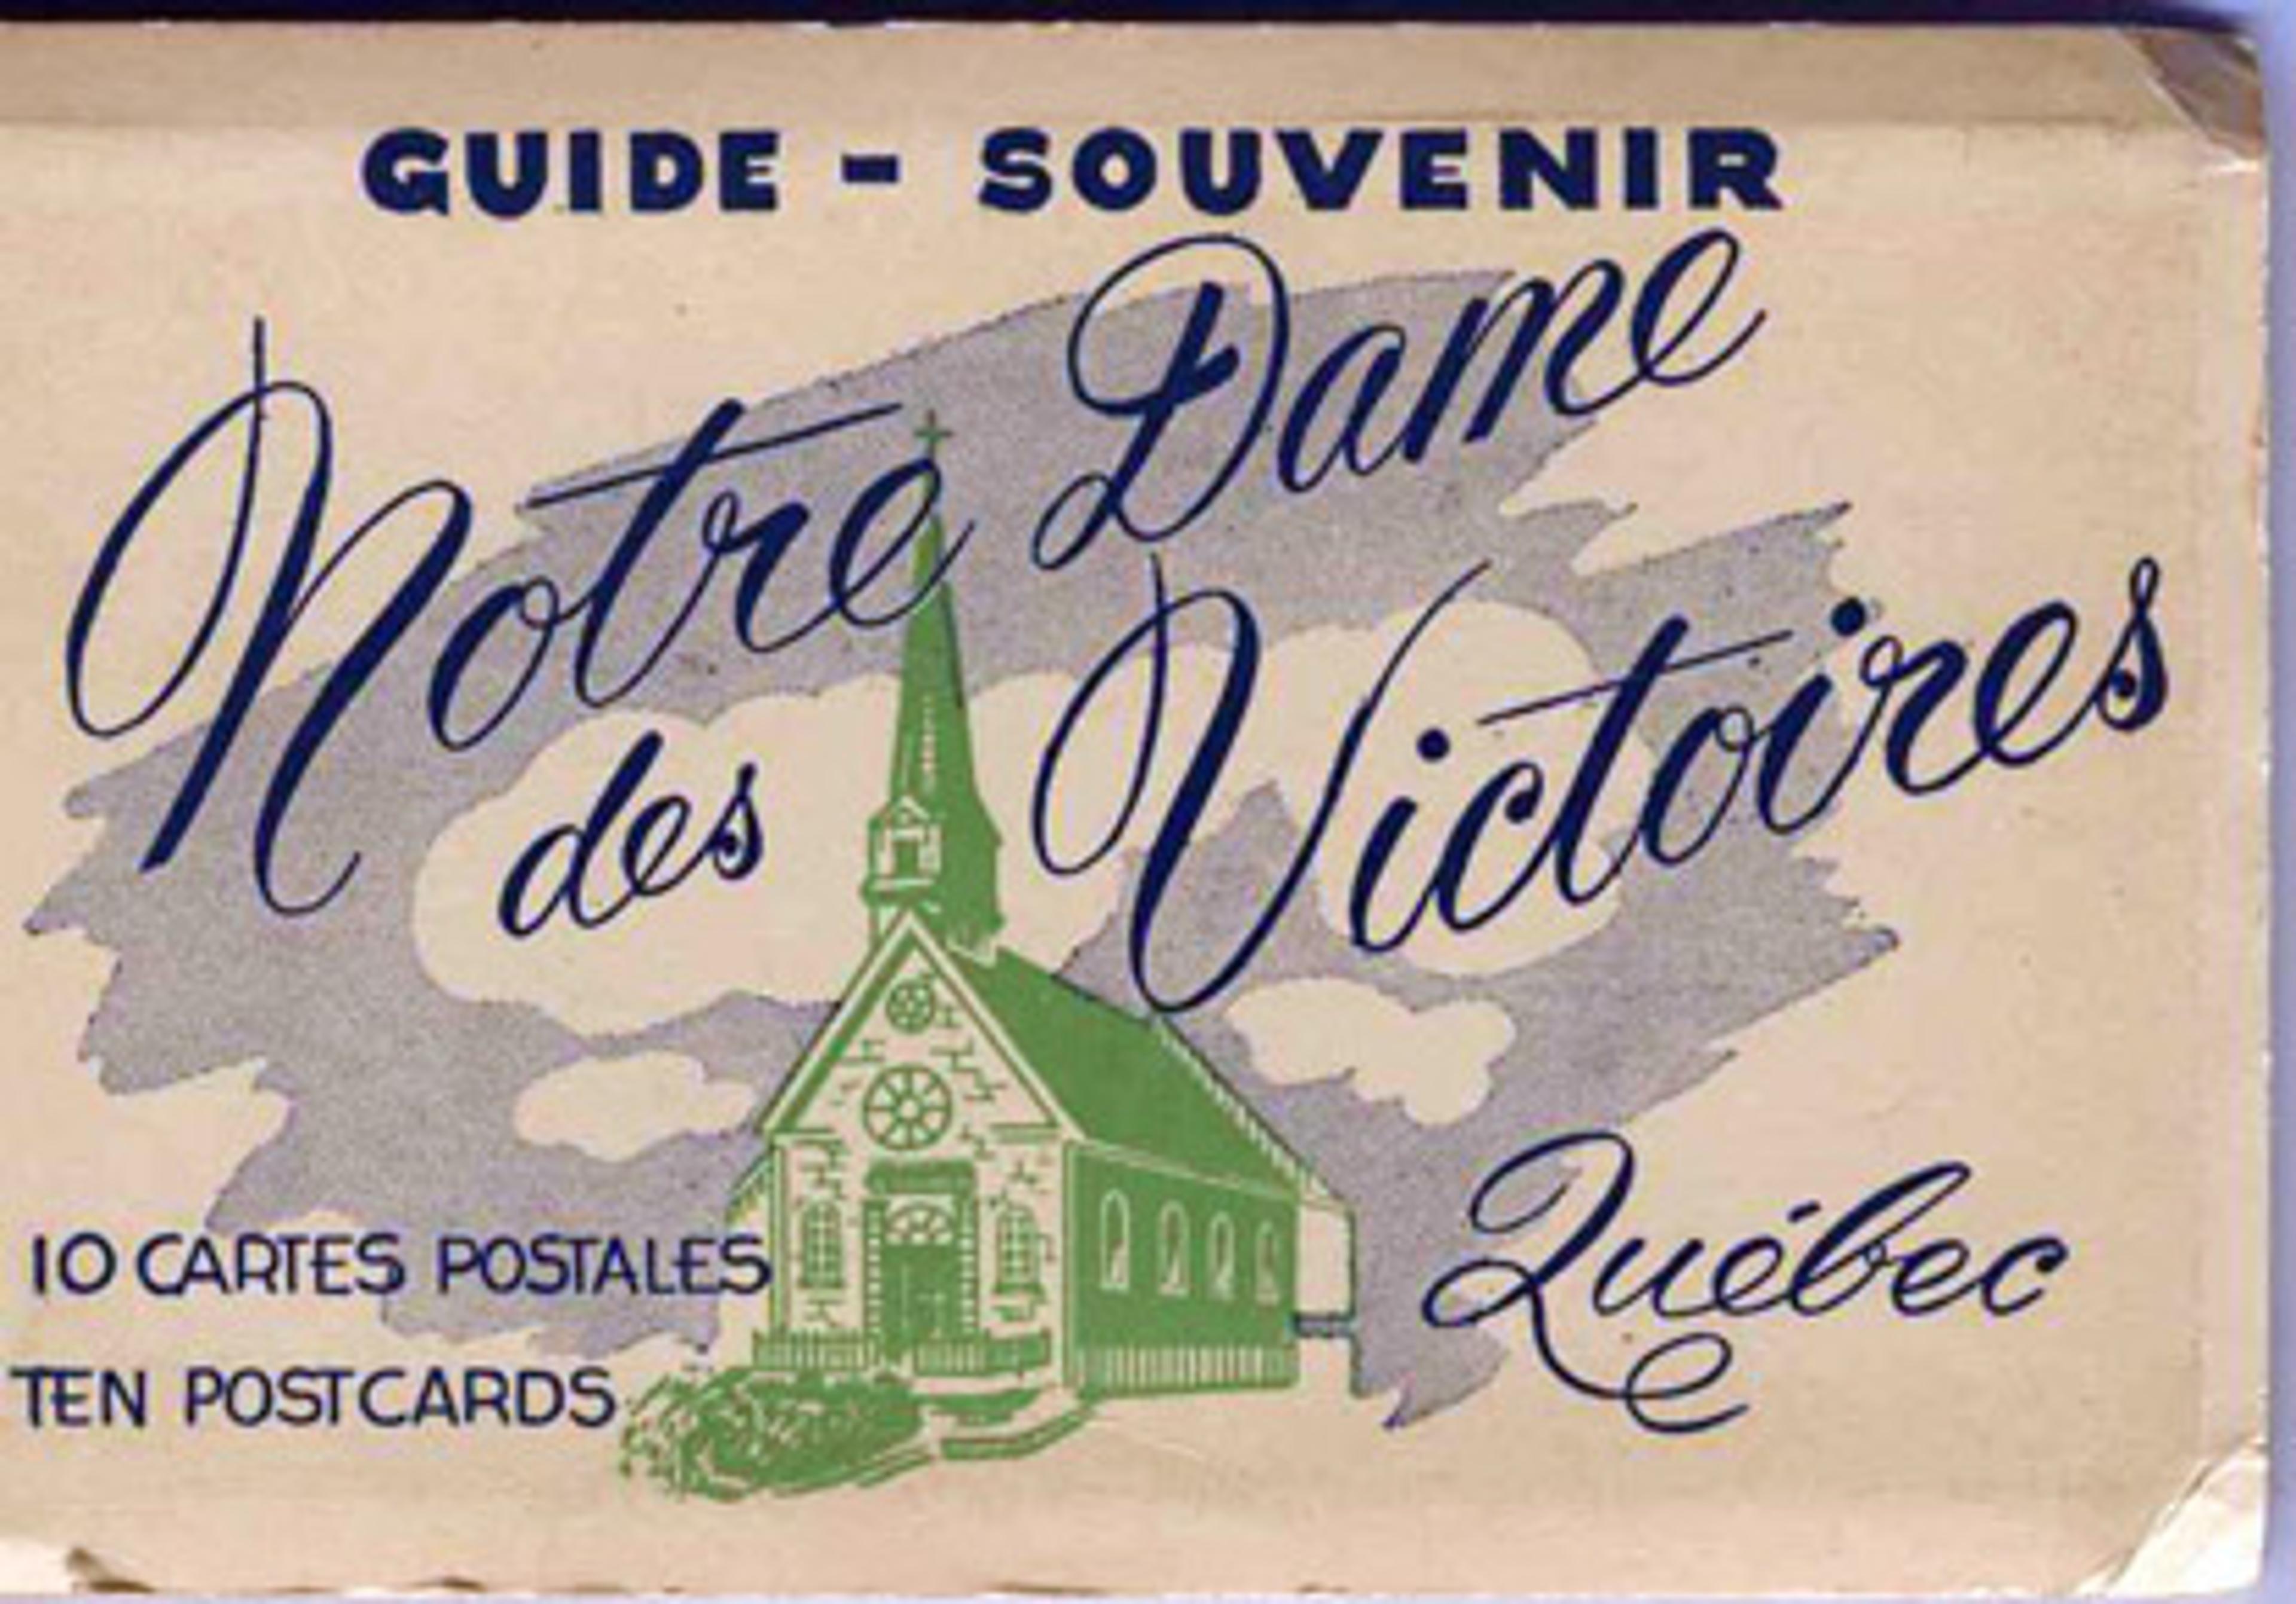 GUIDE - SOUVENIR
Notre Dame
des Victoires
Québec
10 CARTES POSTALES
TEN POSTCARDS